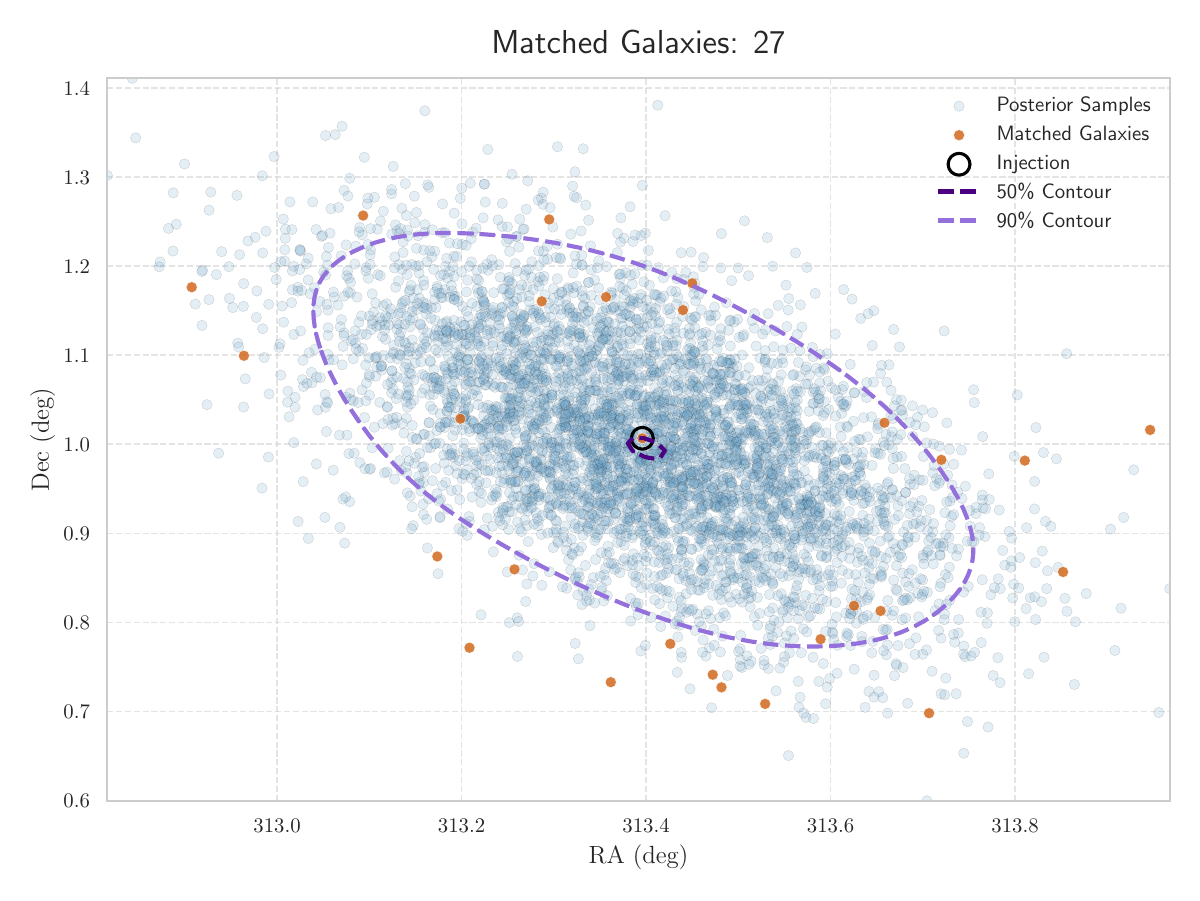 Matched Galaxies: 27
1.4
1.3
1.2
1.1
1.0
0.9
0.8
0.7
0.6
Dec (deg)
Posterior Samples
Matched Galaxies
Injection
50% Contour
90% Contour
313.0
313.2
313.4
313.6
313.8
RA (deg)